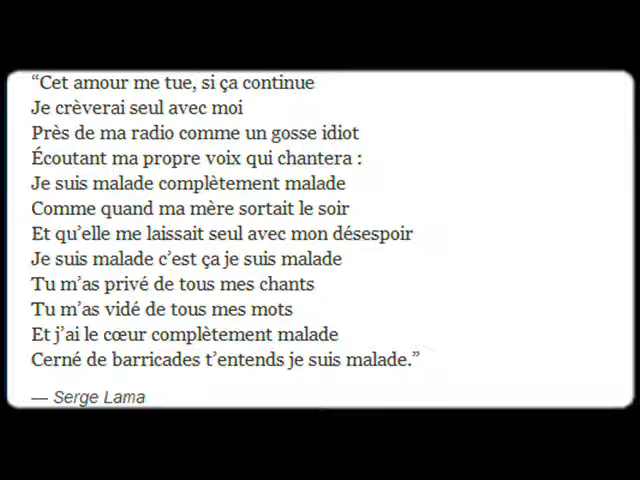 “Cet amour me tue, si ça continue
Je crèverai seul avec moi
Près de ma radio comme un gosse idiot
Écoutant ma propre voix qui chantera :
Je suis malade complètement malade
Comme quand ma mère sortait le soir
Et qu’elle me laissait seul avec mon désespoir
Je suis malade c’est ça je suis malade
Tu m’as privé de tous mes chants
Tu m’as vidé de tous mes mots
Et j’ai le cœur complètement malade
Cerné de barricades t’entends je suis malade.”
— Serge Lama